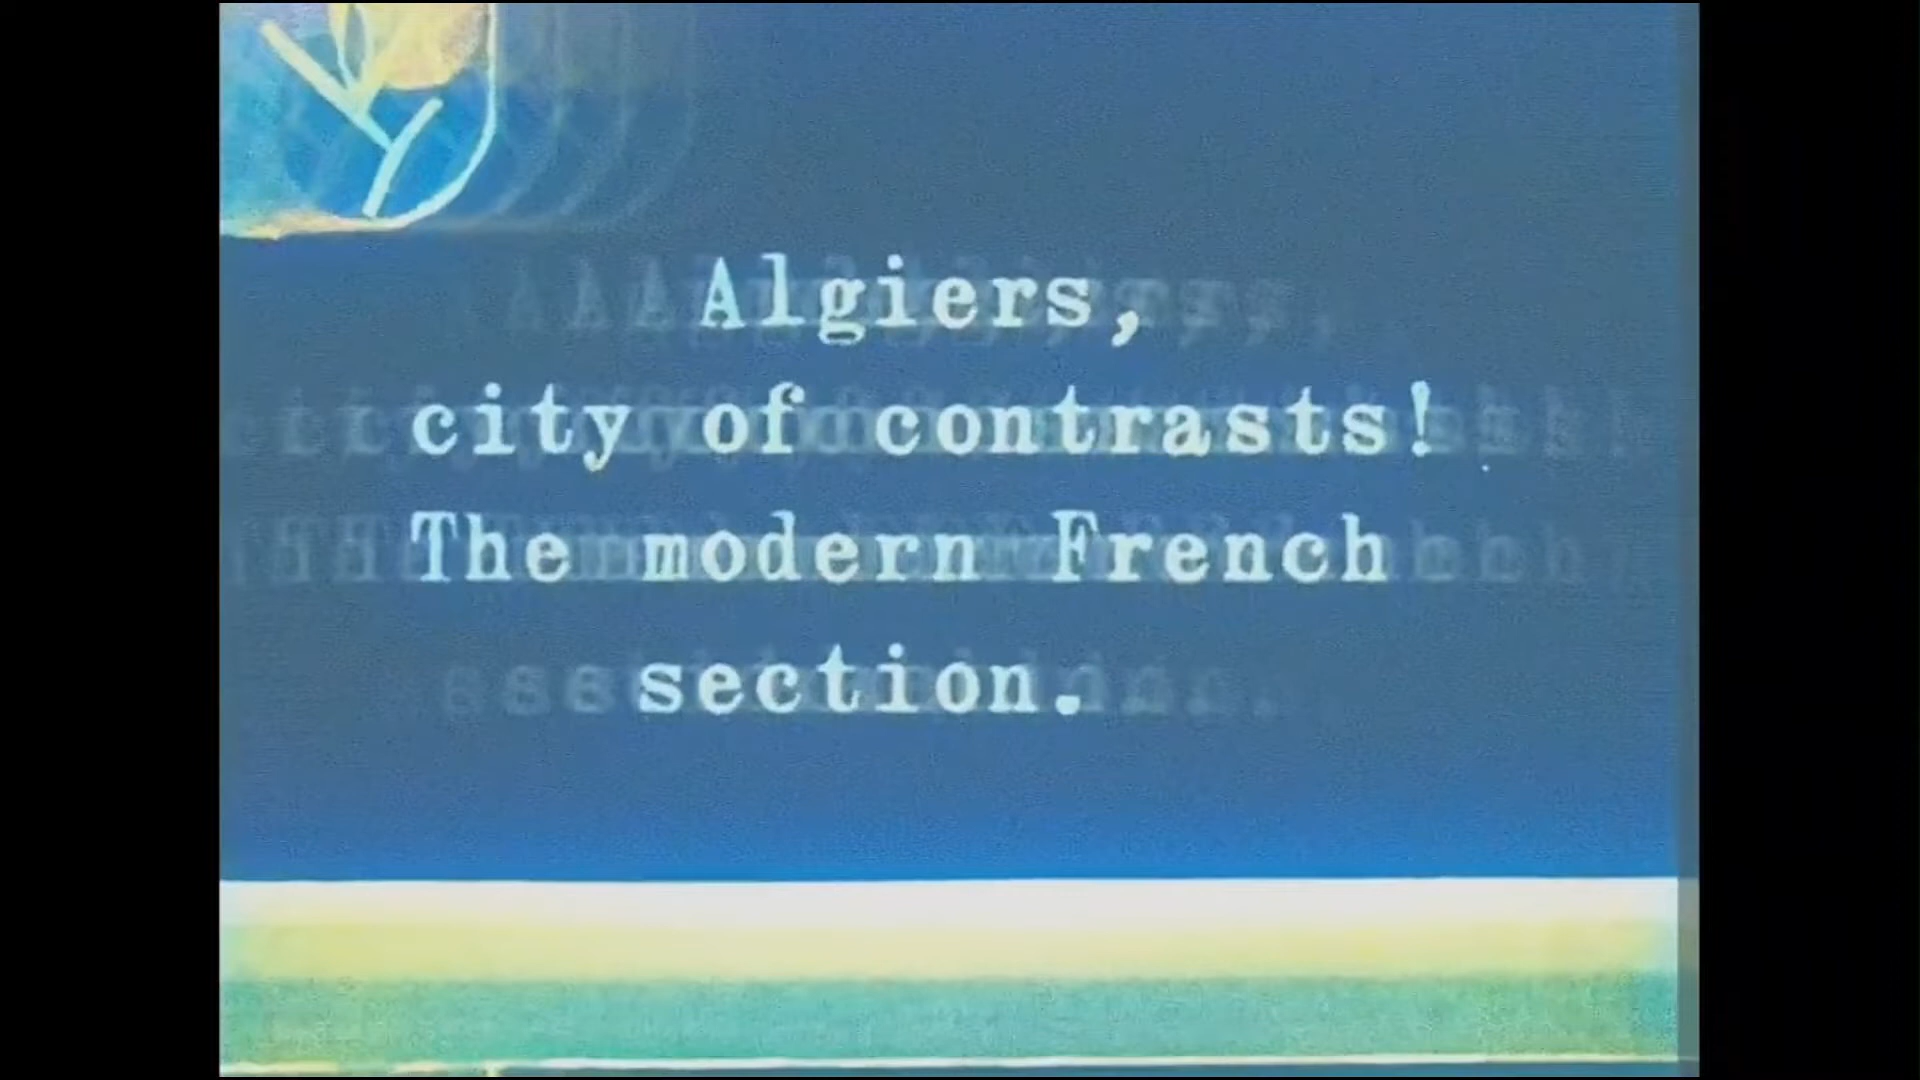 Algiers,
city of contrasts!
The modern French
section.